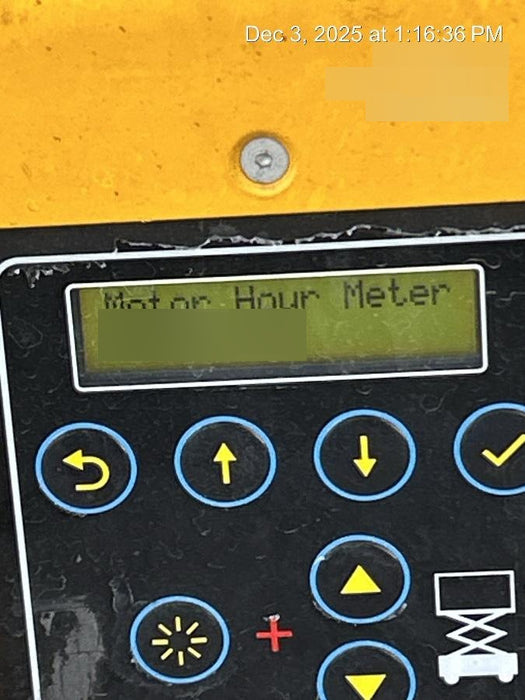 Dec 3, 2025 at 1:16:36 PM
Motor Hour Meter